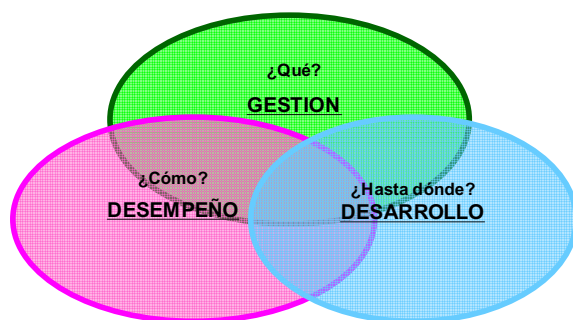 ¿Qué?
GESTION
¿Cómo?
DESEMPEÑO
¿Hasta dónde?
DESARROLLO